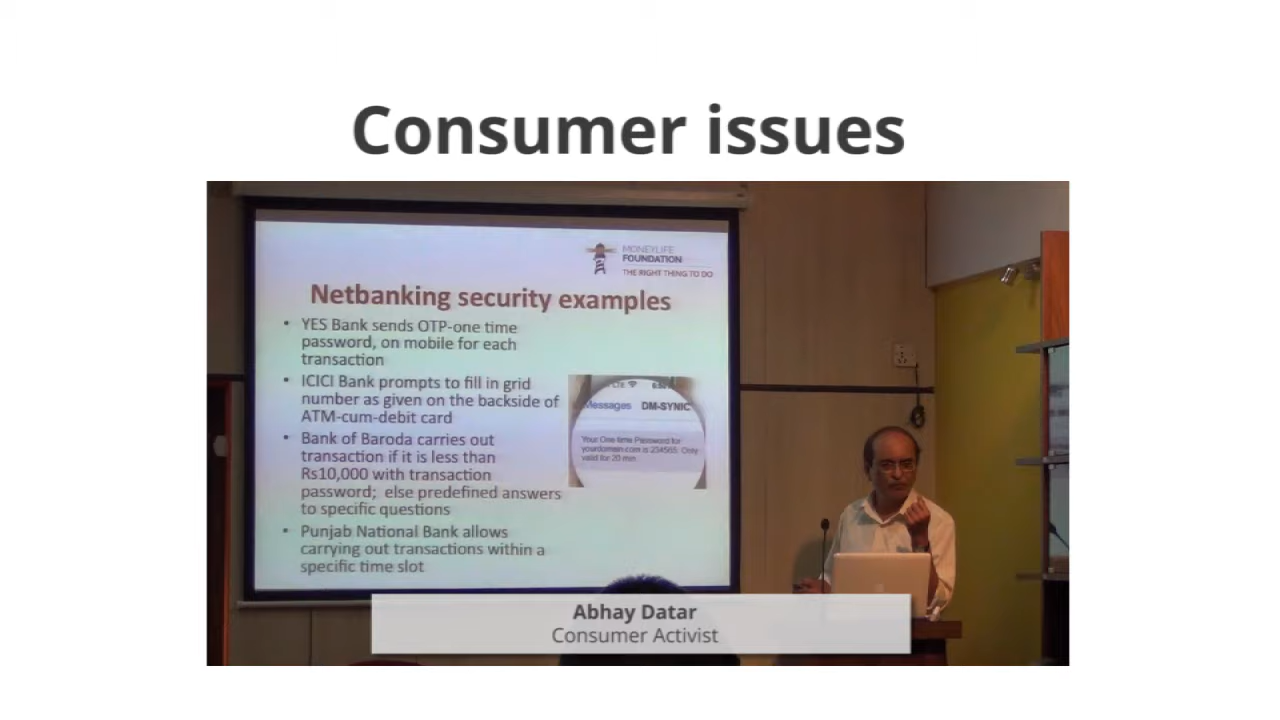 Consumer issues
MONEYLIFE
FOUNDATION
THE RIGHT THING TO DO
Netbanking security examples
• YES Bank sends OTP-one time
password, on mobile for each
transaction
• ICICI Bank prompts to fill in grid
number as given on the backside of
ATM-cum-debit card
• Bank of Baroda carries out
transaction if it is less than
Rs10,000 with transaction
password; else predefined answers
to specific questions
• Punjab National Bank allows
carrying out transactions within a
specific time slot
LTE
Messages DM-SYNIC
Your One time Password for
yourdomain.com is 234565. Only
valid for 20 min.
Abhay Datar
Consumer Activist